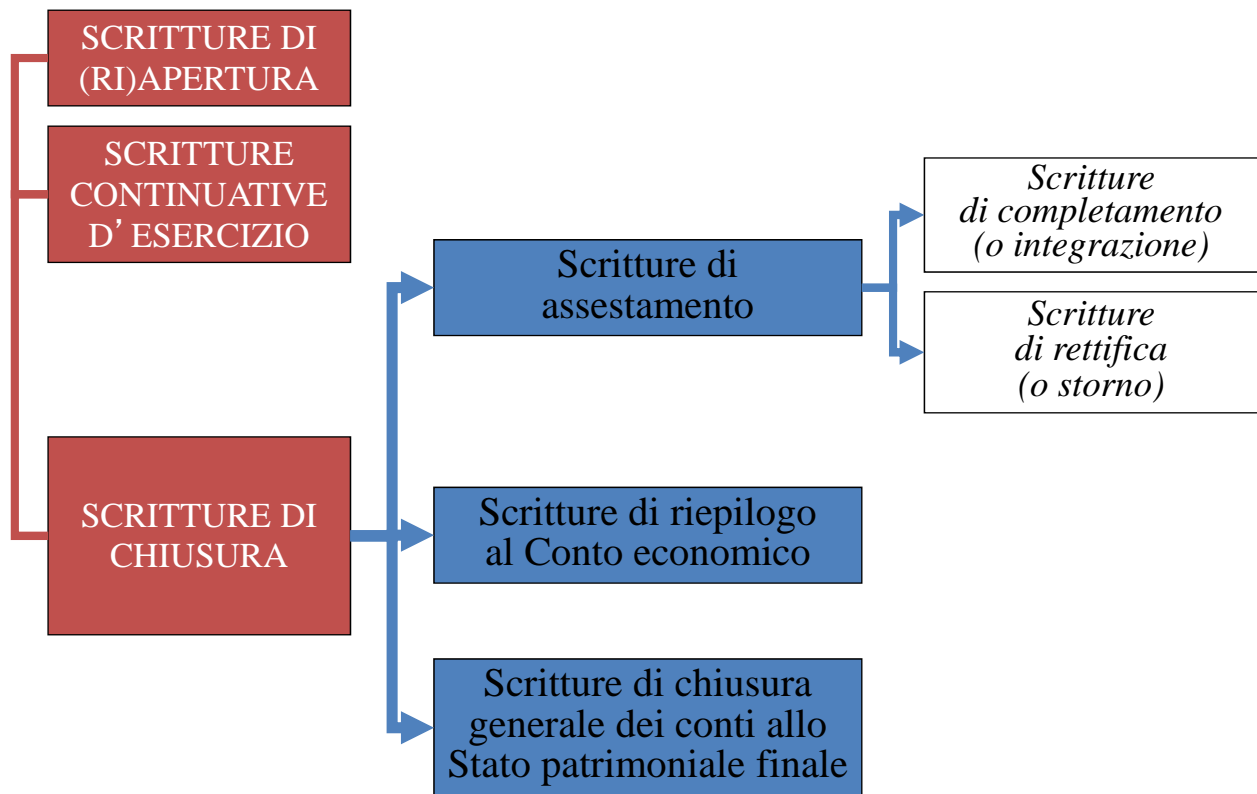 SCRITTURE DI
(RI)APERTURA
SCRITTURE
CONTINUATIVE
D’ ESERCIZIO
SCRITTURE DI
CHIUSURA
Scritture di
assestamento
Scritture di riepilogo
al Conto economico
Scritture di chiusura
generale dei conti allo
Stato patrimoniale finale
Scritture
di completamento
(o integrazione)
Scritture
di rettifica
(o storno)